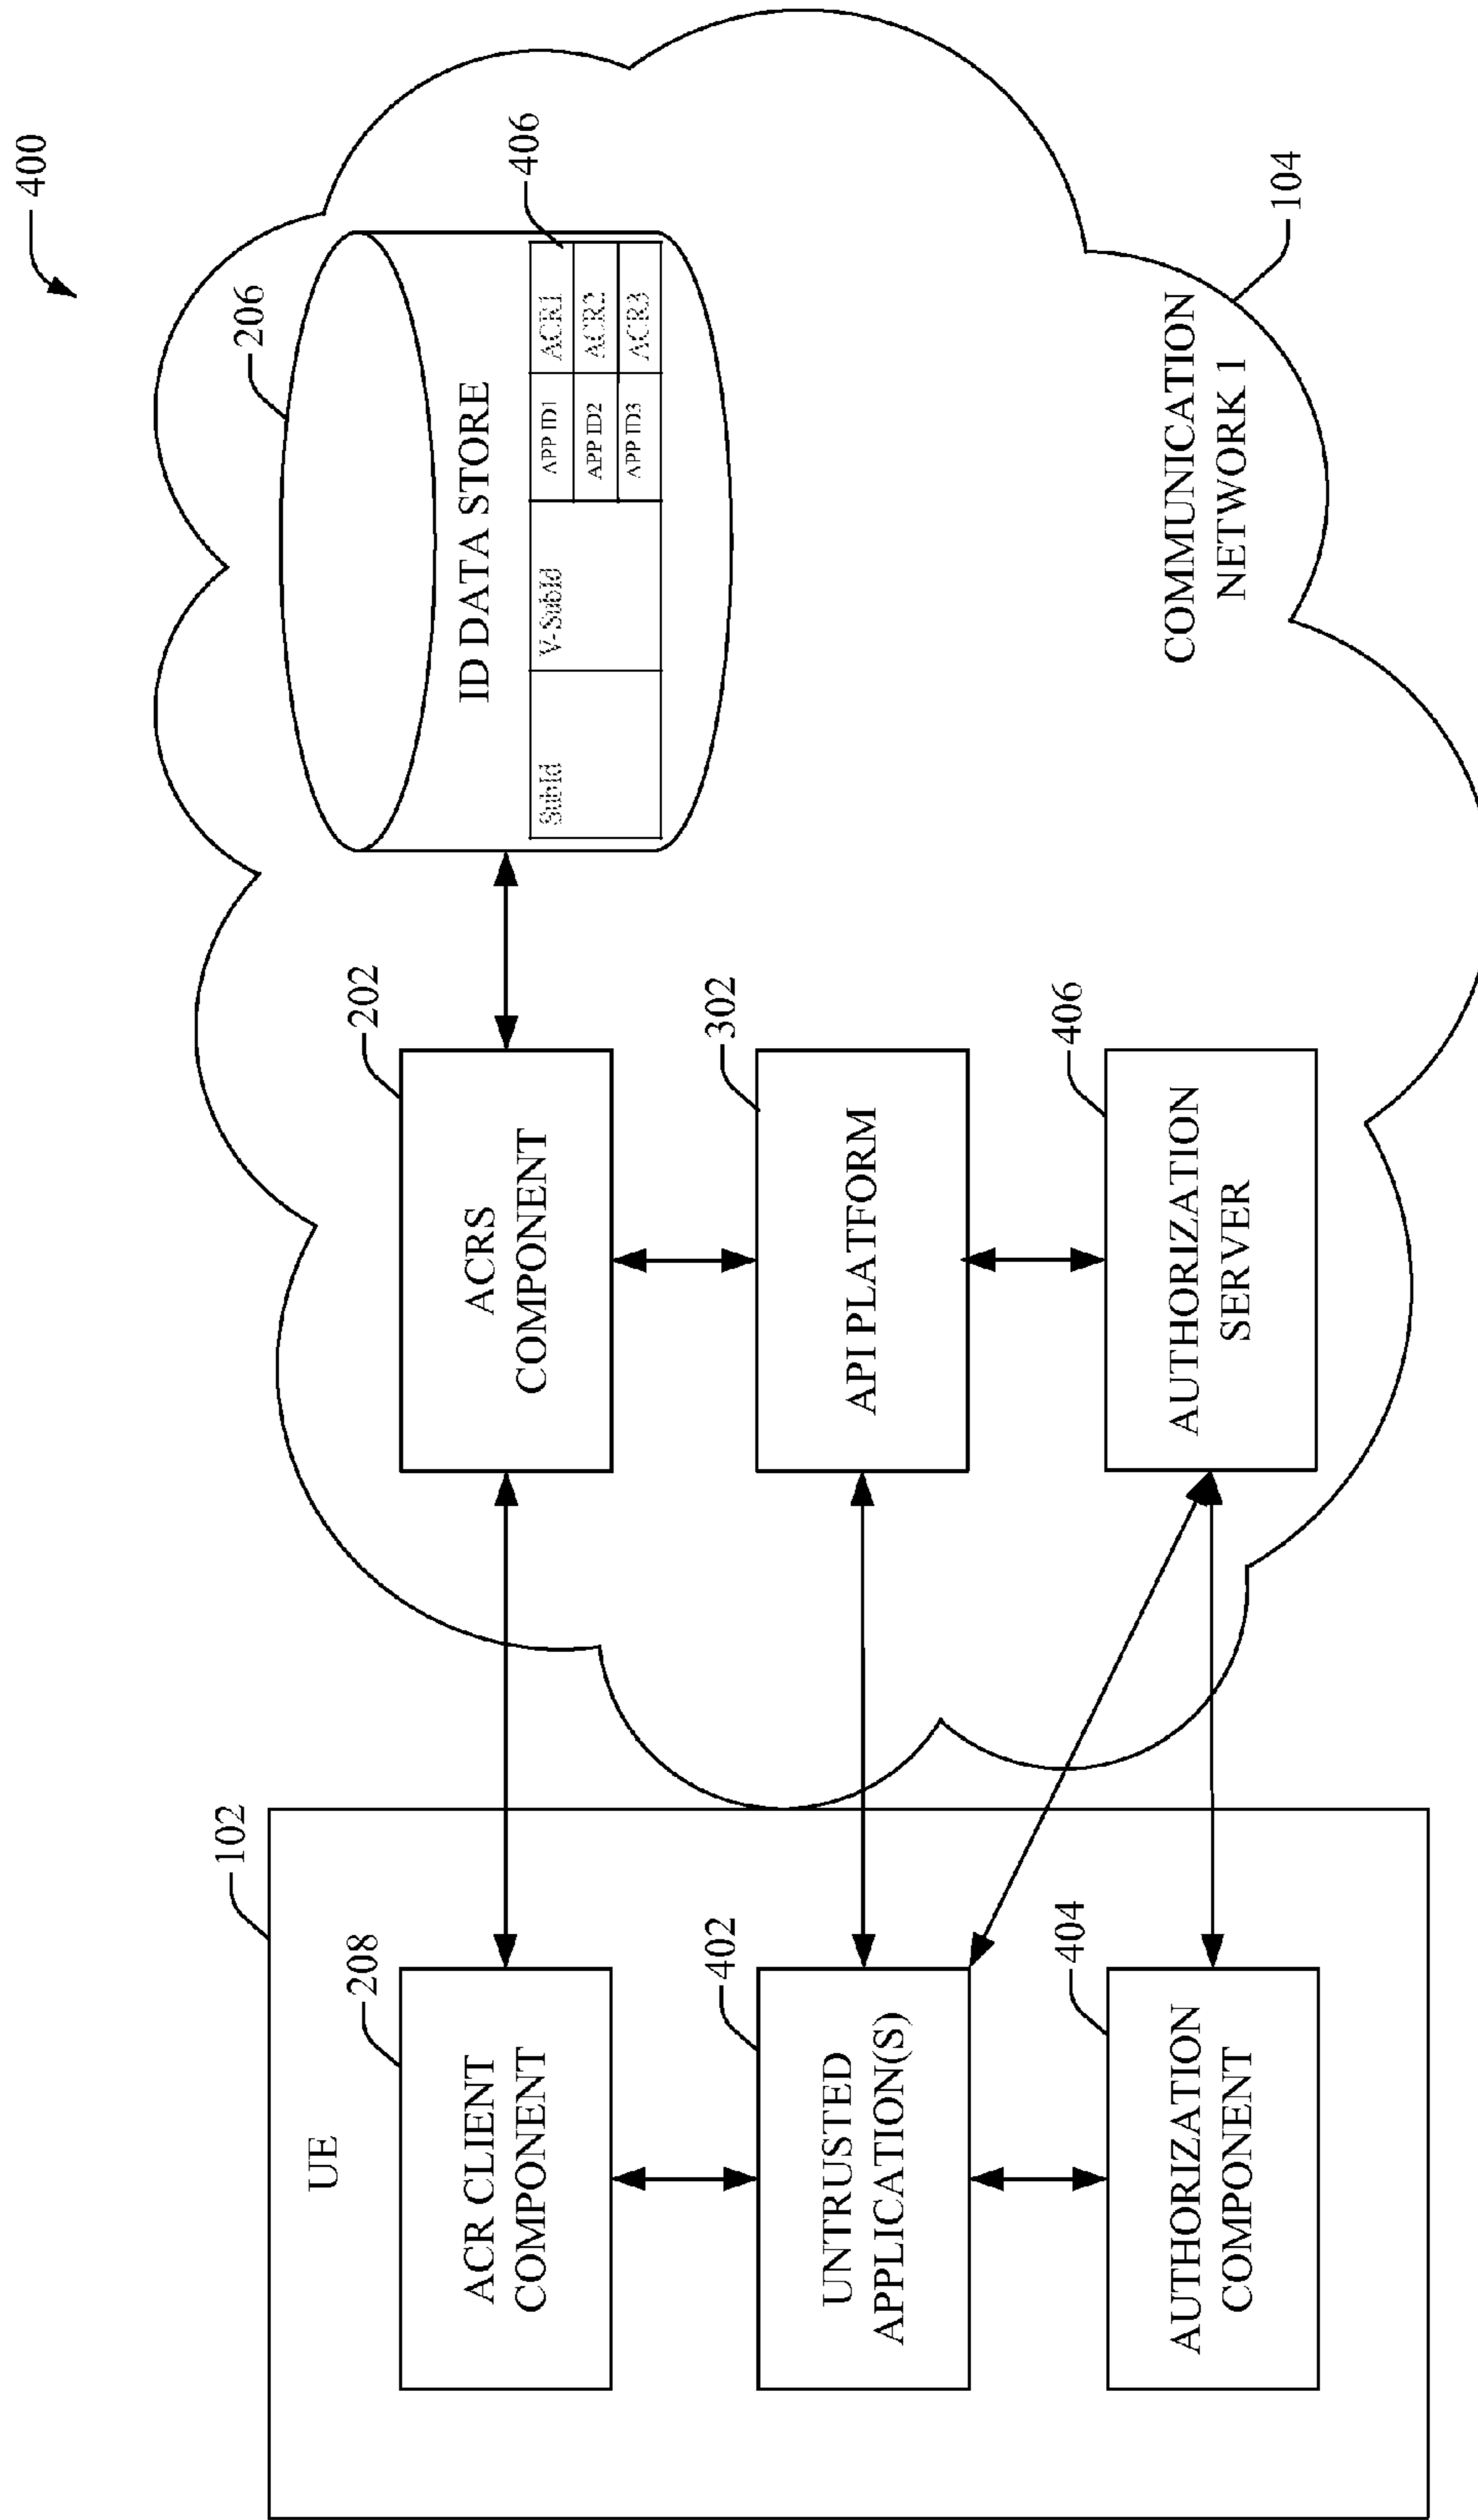 400
102
UE
208
ACR CLIENT
COMPONENT
402
UNTRUSTED
APPLICATION(S)
404
AUTHORIZATION
COMPONENT
202
ACRS
COMPONENT
302
API PLATFORM
406
AUTHORIZATION
SERVER
206
ID DATA STORE
406
SubId
V-SubId
APP ID1
ACR1
APP ID2
ACR2
APP ID3
ACR3
COMMUNICATION
NETWORK 1
104